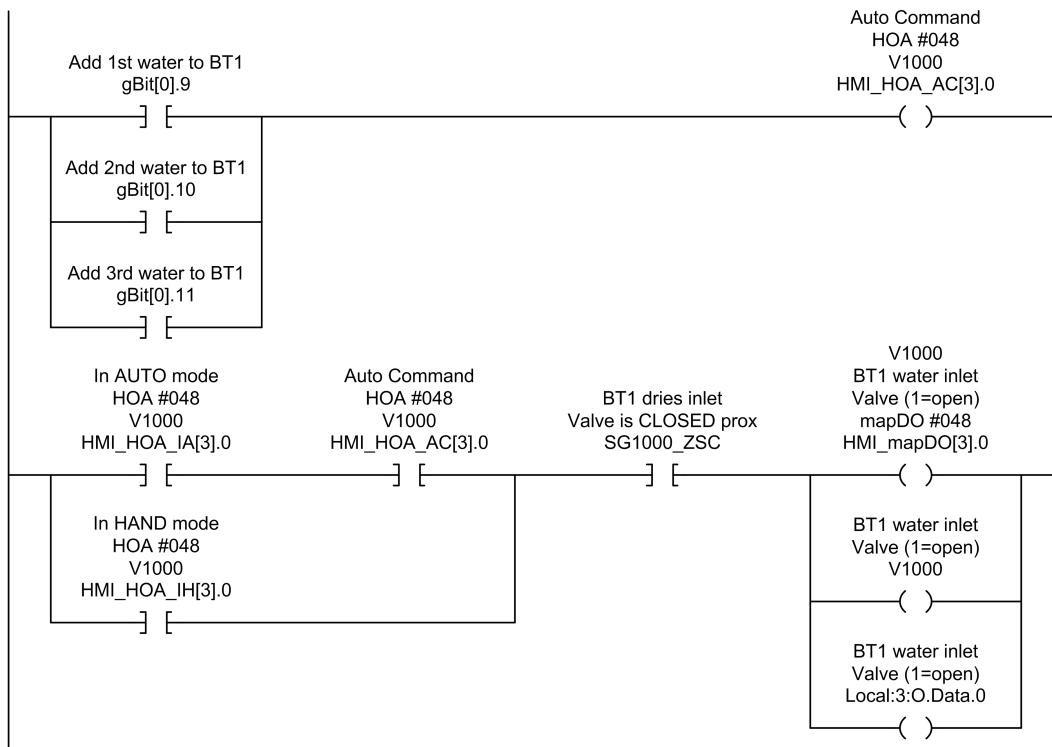 Auto Command
HOA #048
V1000
HMI_HOA_AC[3].0
Add 1st water to BT1
gBit[0].9
Add 2nd water to BT1
gBit[0].10
Add 3rd water to BT1
gBit[0].11
In AUTO mode
HOA #048
V1000
HMI_HOA_IA[3].0
Auto Command
HOA #048
V1000
HMI_HOA_AC[3].0
BT1 dries inlet
Valve is CLOSED prox
SG1000_ZSC
V1000
BT1 water inlet
Valve (1=open)
mapDO #048
HMI_mapDO[3].0
In HAND mode
HOA #048
V1000
HMI_HOA_IH[3].0
BT1 water inlet
Valve (1=open)
V1000
BT1 water inlet
Valve (1=open)
Local:3:O.Data.0